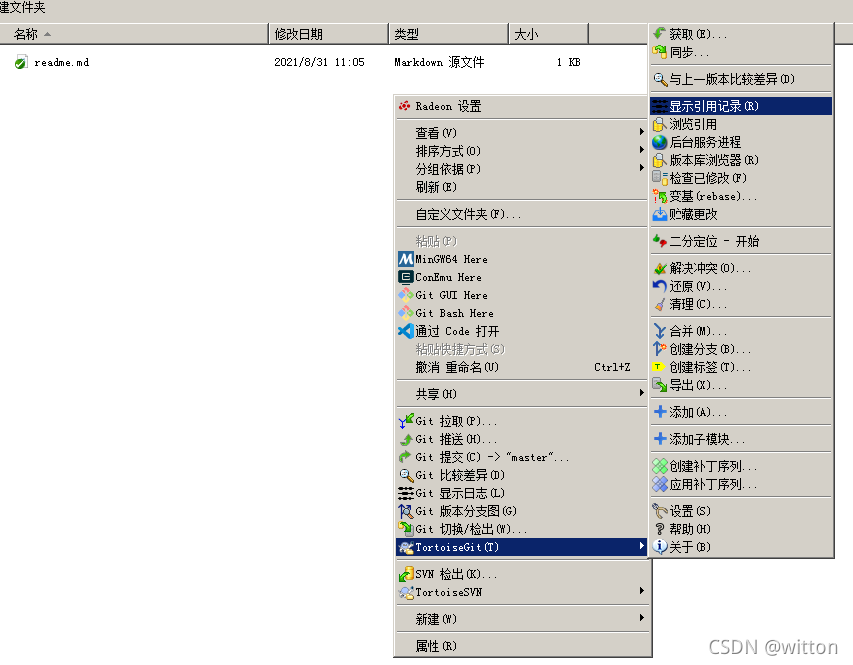 建文件夹
名称 修改日期 类型 大小
readme.md 2021/8/31 11:05 Markdown 源文件 1 KB
Radeon 设置
查看(V)
排序方式(O)
分组依据(P)
刷新(E)
自定义文件夹(F)...
粘贴(P)
MinGW64 Here
ConEmu Here
Git GUI Here
Git Bash Here
通过 Code 打开
粘贴快捷方式(S)
撤消 重命名(U) Ctrl+Z
共享(H)
Git 拉取(P)...
Git 推送(H)...
Git 提交(C) -> "master"...
Git 比较差异(D)
Git 显示日志(L)
Git 版本分支图(G)
Git 切换/检出(W)...
TortoiseGit(T)
SVN 检出(K)...
TortoiseSVN
新建(W)
属性(R)
获取(E)...
同步...
与上一版本比较差异(D)
显示引用记录(R)
浏览引用
后台服务进程
版本库浏览器(R)
检查已修改(F)
变基(rebase)...
贮藏更改
二分定位 - 开始
解决冲突(O)...
还原(V)...
清理(C)...
合并(M)...
创建分支(B)...
创建标签(T)...
导出(X)...
添加(A)...
添加子模块...
创建补丁序列...
应用补丁序列...
设置(S)
帮助(H)
关于(B)
CSDN @witton